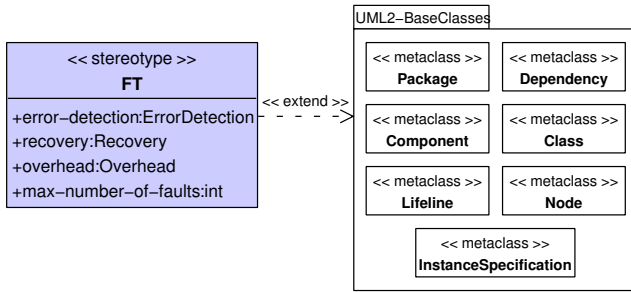 UML2-BaseClasses
<< stereotype >>
FT
+error-detection:ErrorDetection
+recovery:Recovery
+overhead:Overhead
+max-number-of-faults:int
<< extend >>
<< metaclass >>
Package
<< metaclass >>
Dependency
<< metaclass >>
Component
<< metaclass >>
Class
<< metaclass >>
Lifeline
<< metaclass >>
Node
<< metaclass >>
InstanceSpecification